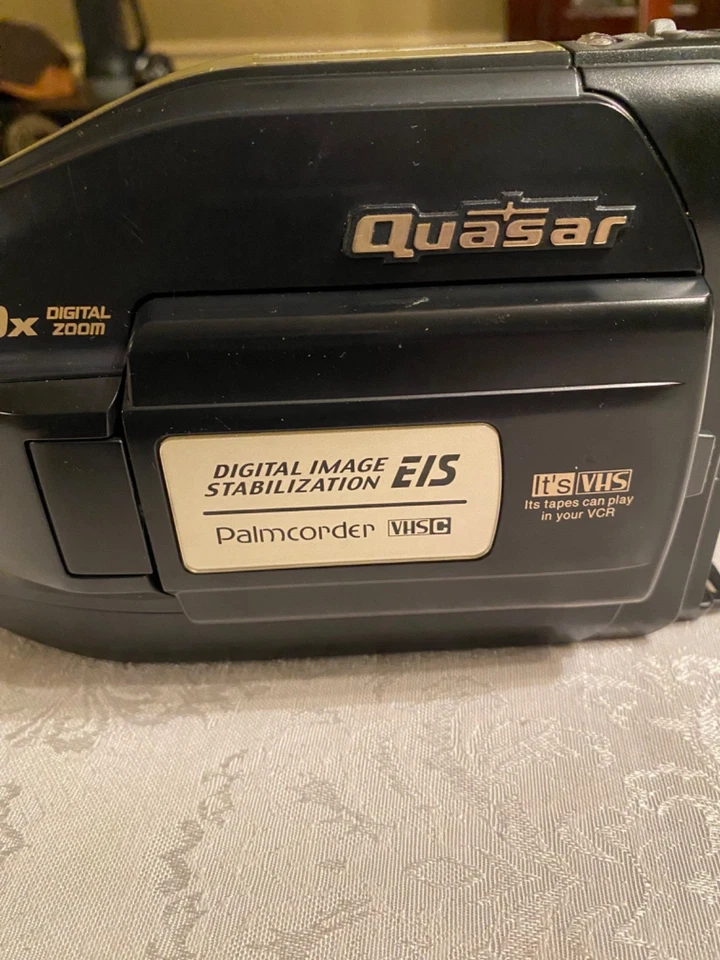 Quasar
x DIGITAL
ZOOM
DIGITAL IMAGE
STABILIZATION EIS
Palmcorder VHS C
It's VHS
Its tapes can play
in your VCR